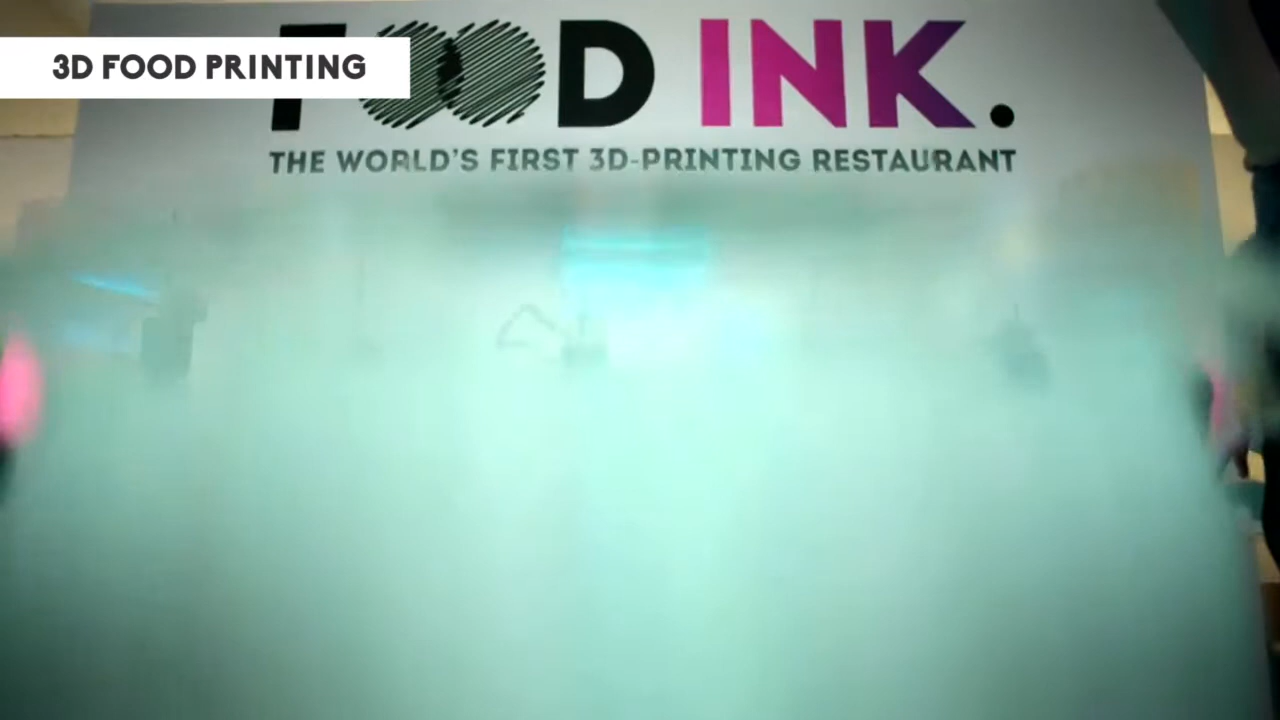 3D FOOD PRINTING
FOOD INK.
THE WORLD'S FIRST 3D-PRINTING RESTAURANT